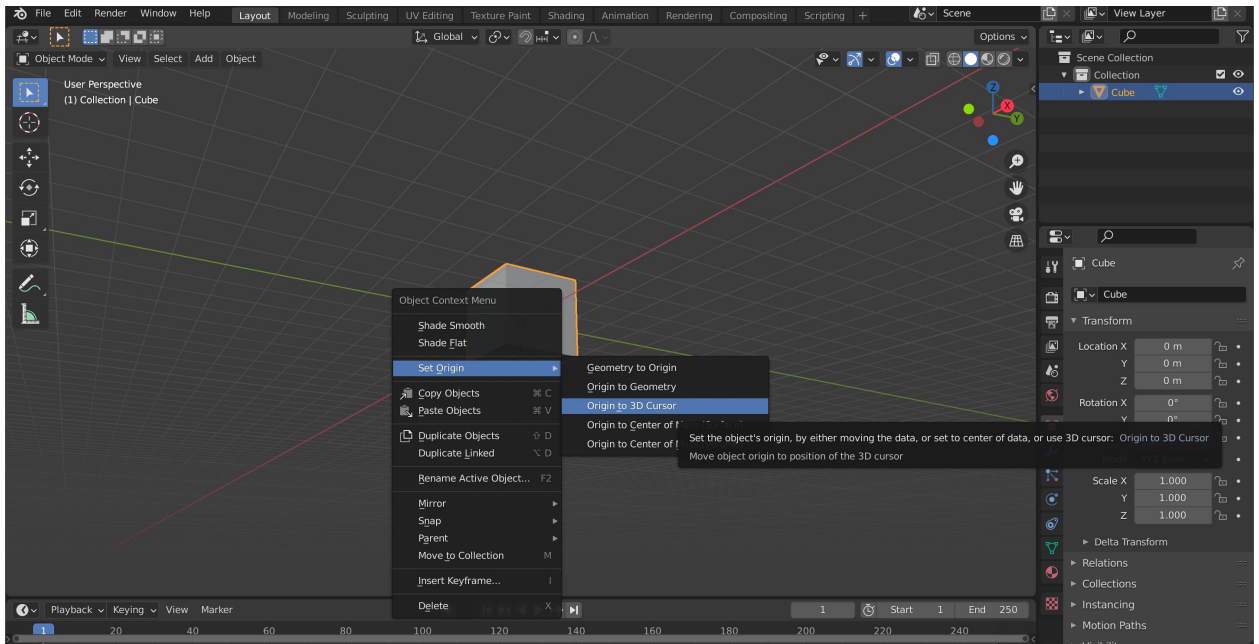 File Edit Render Window Help Layout Modeling Sculpting UV Editing Texture Paint Shading Animation Rendering Compositing Scripting + Scene View Layer
Global Options
Object Mode View Select Add Object
User Perspective
(1) Collection | Cube
Z
X
Y
Scene Collection
Collection
Cube
Cube
Cube
Transform
Location X 0 m
Y 0 m
Z 0 m
Rotation X 0°
Y 0°
Scale X 1.000
Y 1.000
Z 1.000
Delta Transform
Relations
Collections
Instancing
Motion Paths
Object Context Menu
Shade Smooth
Shade Flat
Set Origin
Copy Objects ⌘ C
Paste Objects ⌘ V
Duplicate Objects ⇧ D
Duplicate Linked ⌥ D
Rename Active Object... F2
Mirror
Snap
Parent
Move to Collection M
Insert Keyframe... I
Delete X
Geometry to Origin
Origin to Geometry
Origin to 3D Cursor
Origin to Center of
Origin to Center of
Set the object's origin, by either moving the data, or set to center of data, or use 3D cursor: Origin to 3D Cursor
Move object origin to position of the 3D cursor
Playback Keying View Marker 1 Start 1 End 250
1 20 40 60 80 100 120 140 160 180 200 220 240